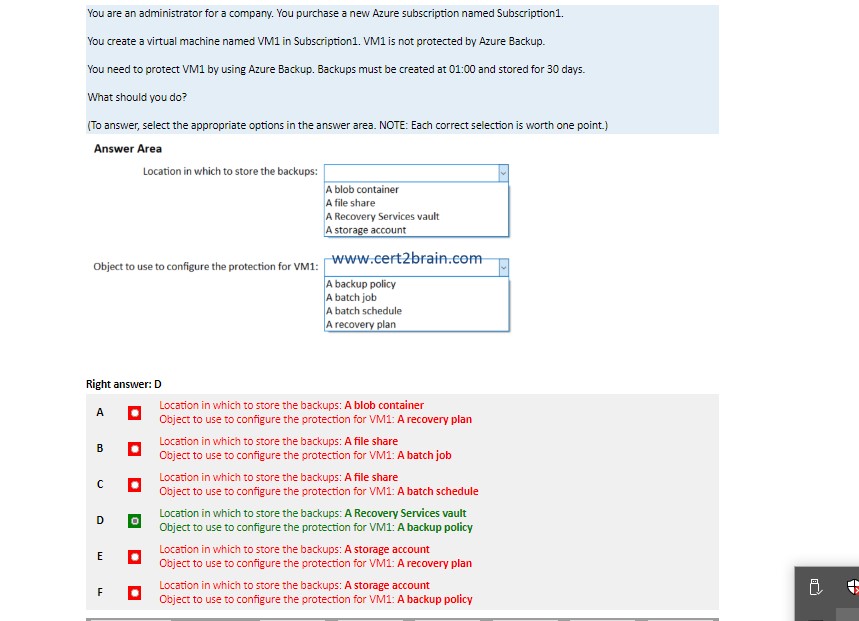 You are an administrator for a company. You purchase a new Azure subscription named Subscription1.
You create a virtual machine named VM1 in Subscription1. VM1 is not protected by Azure Backup.
You need to protect VM1 by using Azure Backup. Backups must be created at 01:00 and stored for 30 days.
What should you do?
(To answer, select the appropriate options in the answer area. NOTE: Each correct selection is worth one point.)
Answer Area
Location in which to store the backups:
A blob container
A file share
A Recovery Services vault
A storage account
www.cert2brain.com
Object to use to configure the protection for VM1:
A backup policy
A batch job
A batch schedule
A recovery plan
Right answer: D
A
Location in which to store the backups: A blob container
Object to use to configure the protection for VM1: A recovery plan
B
Location in which to store the backups: A file share
Object to use to configure the protection for VM1: A batch job
C
Location in which to store the backups: A file share
Object to use to configure the protection for VM1: A batch schedule
D
Location in which to store the backups: A Recovery Services vault
Object to use to configure the protection for VM1: A backup policy
E
Location in which to store the backups: A storage account
Object to use to configure the protection for VM1: A recovery plan
F
Location in which to store the backups: A storage account
Object to use to configure the protection for VM1: A backup policy